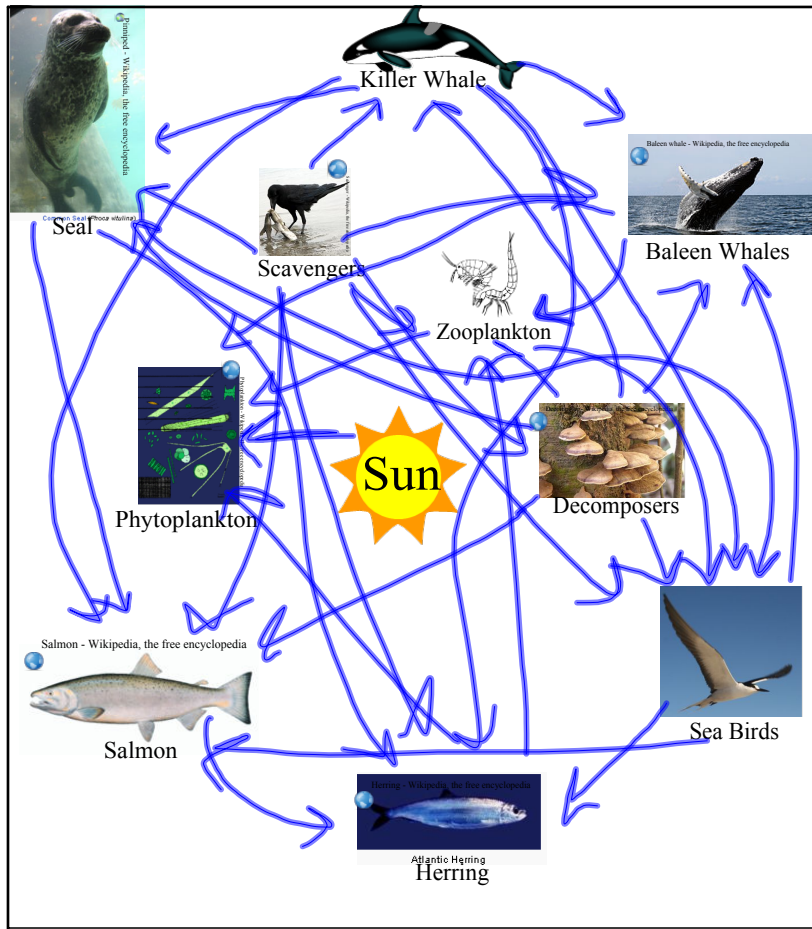 Pinniped - Wikipedia, the free encyclopedia
Killer Whale
Baleen whale - Wikipedia, the free encyclopedia
Common Seal (Phoca vitulina)
Seal
Scavengers
Baleen Whales
Zooplankton
Sun
Phytoplankton
Decomposers
Salmon - Wikipedia, the free encyclopedia
Salmon
Sea Birds
Herring - Wikipedia, the free encyclopedia
Atlantic Herring
Herring